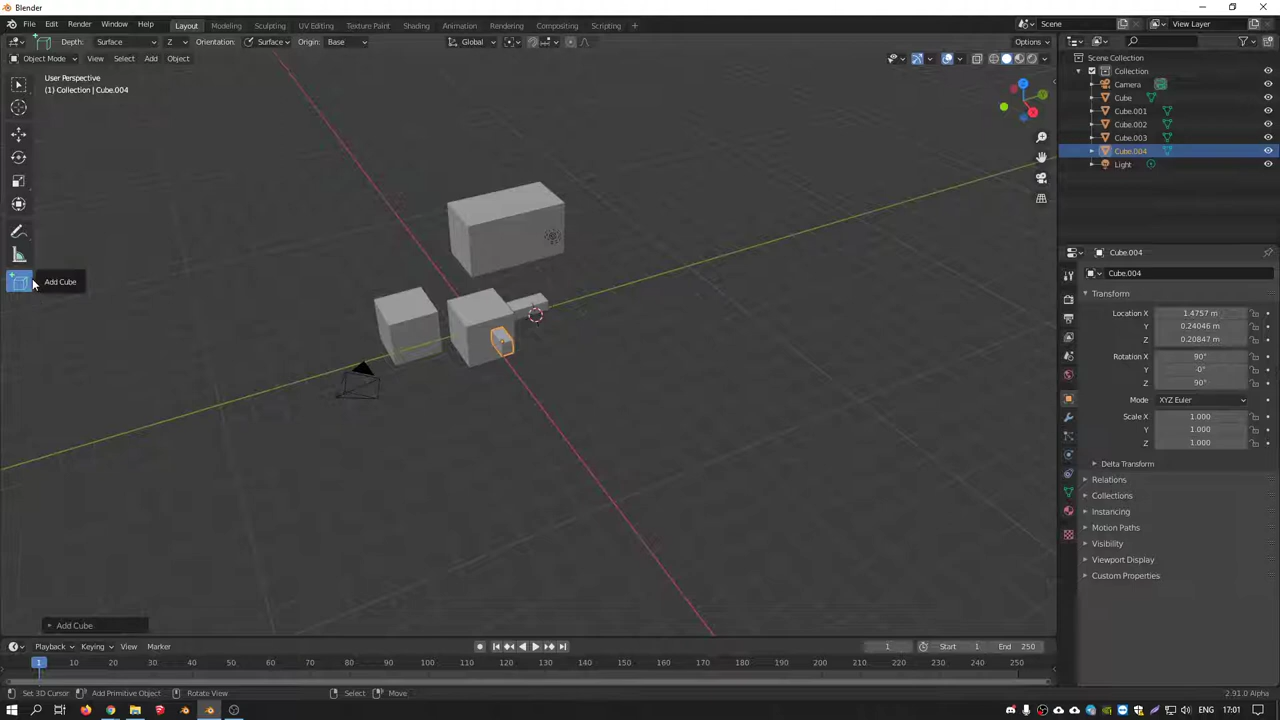 Blender
File Edit Render Window Help Layout Modeling Sculpting UV Editing Texture Paint Shading Animation Rendering Compositing Scripting + Scene View Layer
Depth: Surface Z Orientation: Surface Origin: Base Global Options
Object Mode View Select Add Object
User Perspective
(1) Collection | Cube.004
Add Cube
Add Cube
X
Y
Scene Collection
Collection
Camera
Cube
Cube.001
Cube.002
Cube.003
Cube.004
Light
Cube.004
Cube.004
Transform
Location X 1.4757 m
Y 0.24046 m
Z 0.20847 m
Rotation X 90°
Y -0°
Z 90°
Mode XYZ Euler
Scale X 1.000
Y 1.000
Z 1.000
Delta Transform
Relations
Collections
Instancing
Motion Paths
Visibility
Viewport Display
Custom Properties
Playback Keying View Marker 1 Start 1 End 250
1 10 20 30 40 50 60 70 80 90 100 110 120 130 140 150 160 170 180 190 200 210 220 230 240 250
Set 3D Cursor Add Primitive Object Rotate View Select Move 2.91.0 Alpha
ENG 17:01